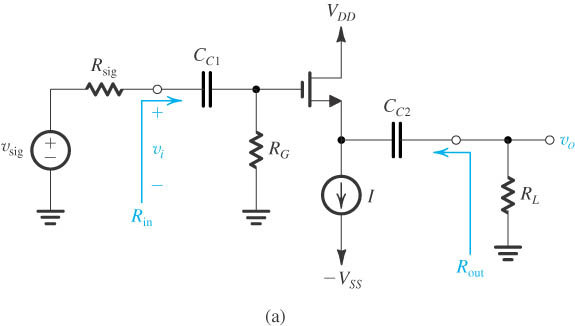 V_DD
R_sig
C_C1
C_C2
v_sig
+
−
+
v_i
−
R_G
I
v_o
R_L
R_in
R_out
−V_SS
(a)